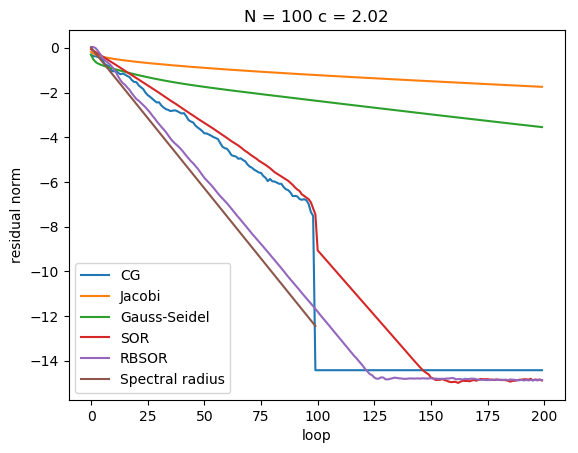 N = 100 c = 2.02
residual norm
0
−2
−4
−6
−8
−10
−12
−14
CG
Jacobi
Gauss-Seidel
SOR
RBSOR
Spectral radius
0 25 50 75 100 125 150 175 200
loop